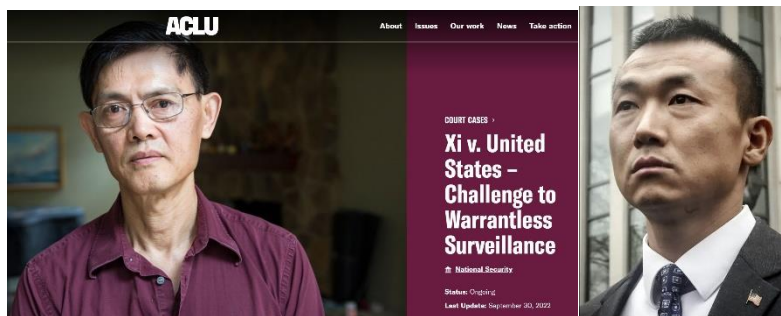 ACLU
About Issues Our work News Take action
COURT CASES ›
Xi v. United
States –
Challenge to
Warrantless
Surveillance
National Security
Status: Ongoing
Last Update: September 30, 2022